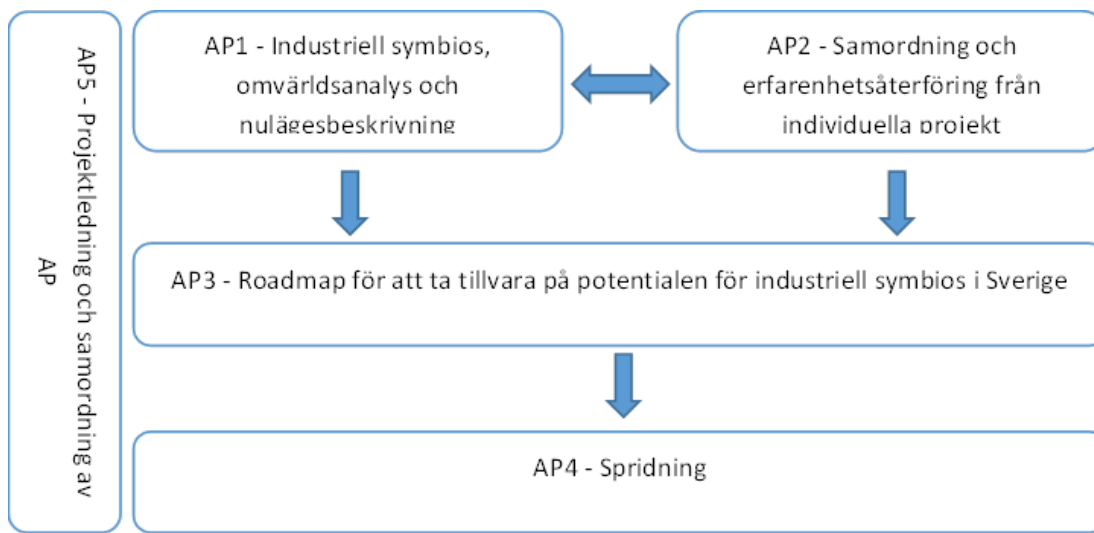 AP5 - Projektledning och samordning av
AP
AP1 - Industriell symbios,
omvärldsanalys och
nulägesbeskrivning
AP2 - Samordning och
erfarenhetsåterföring från
individuella projekt
AP3 - Roadmap för att ta tillvara på potentialen för industriell symbios i Sverige
AP4 - Spridning